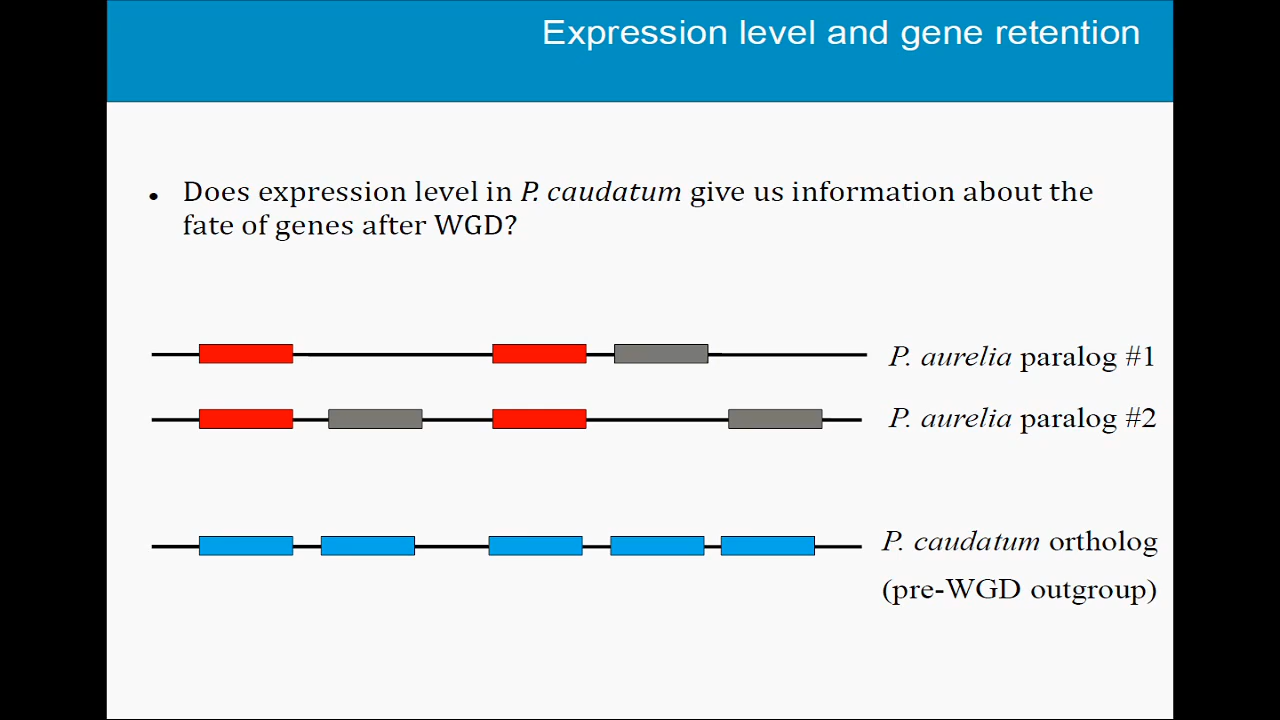 Expression level and gene retention
• Does expression level in P. caudatum give us information about the
fate of genes after WGD?
P. aurelia paralog #1
P. aurelia paralog #2
P. caudatum ortholog
(pre-WGD outgroup)